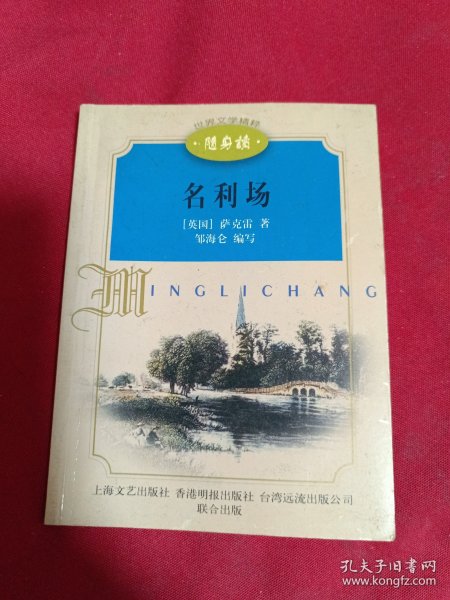 世界文学精粹
·随身读·
名利场
[英国] 萨克雷 著
邹海仑 编写
MINGLICHANG
上海文艺出版社 香港明报出版社 台湾远流出版公司
联合出版
孔夫子旧书网
www.kongfz.com